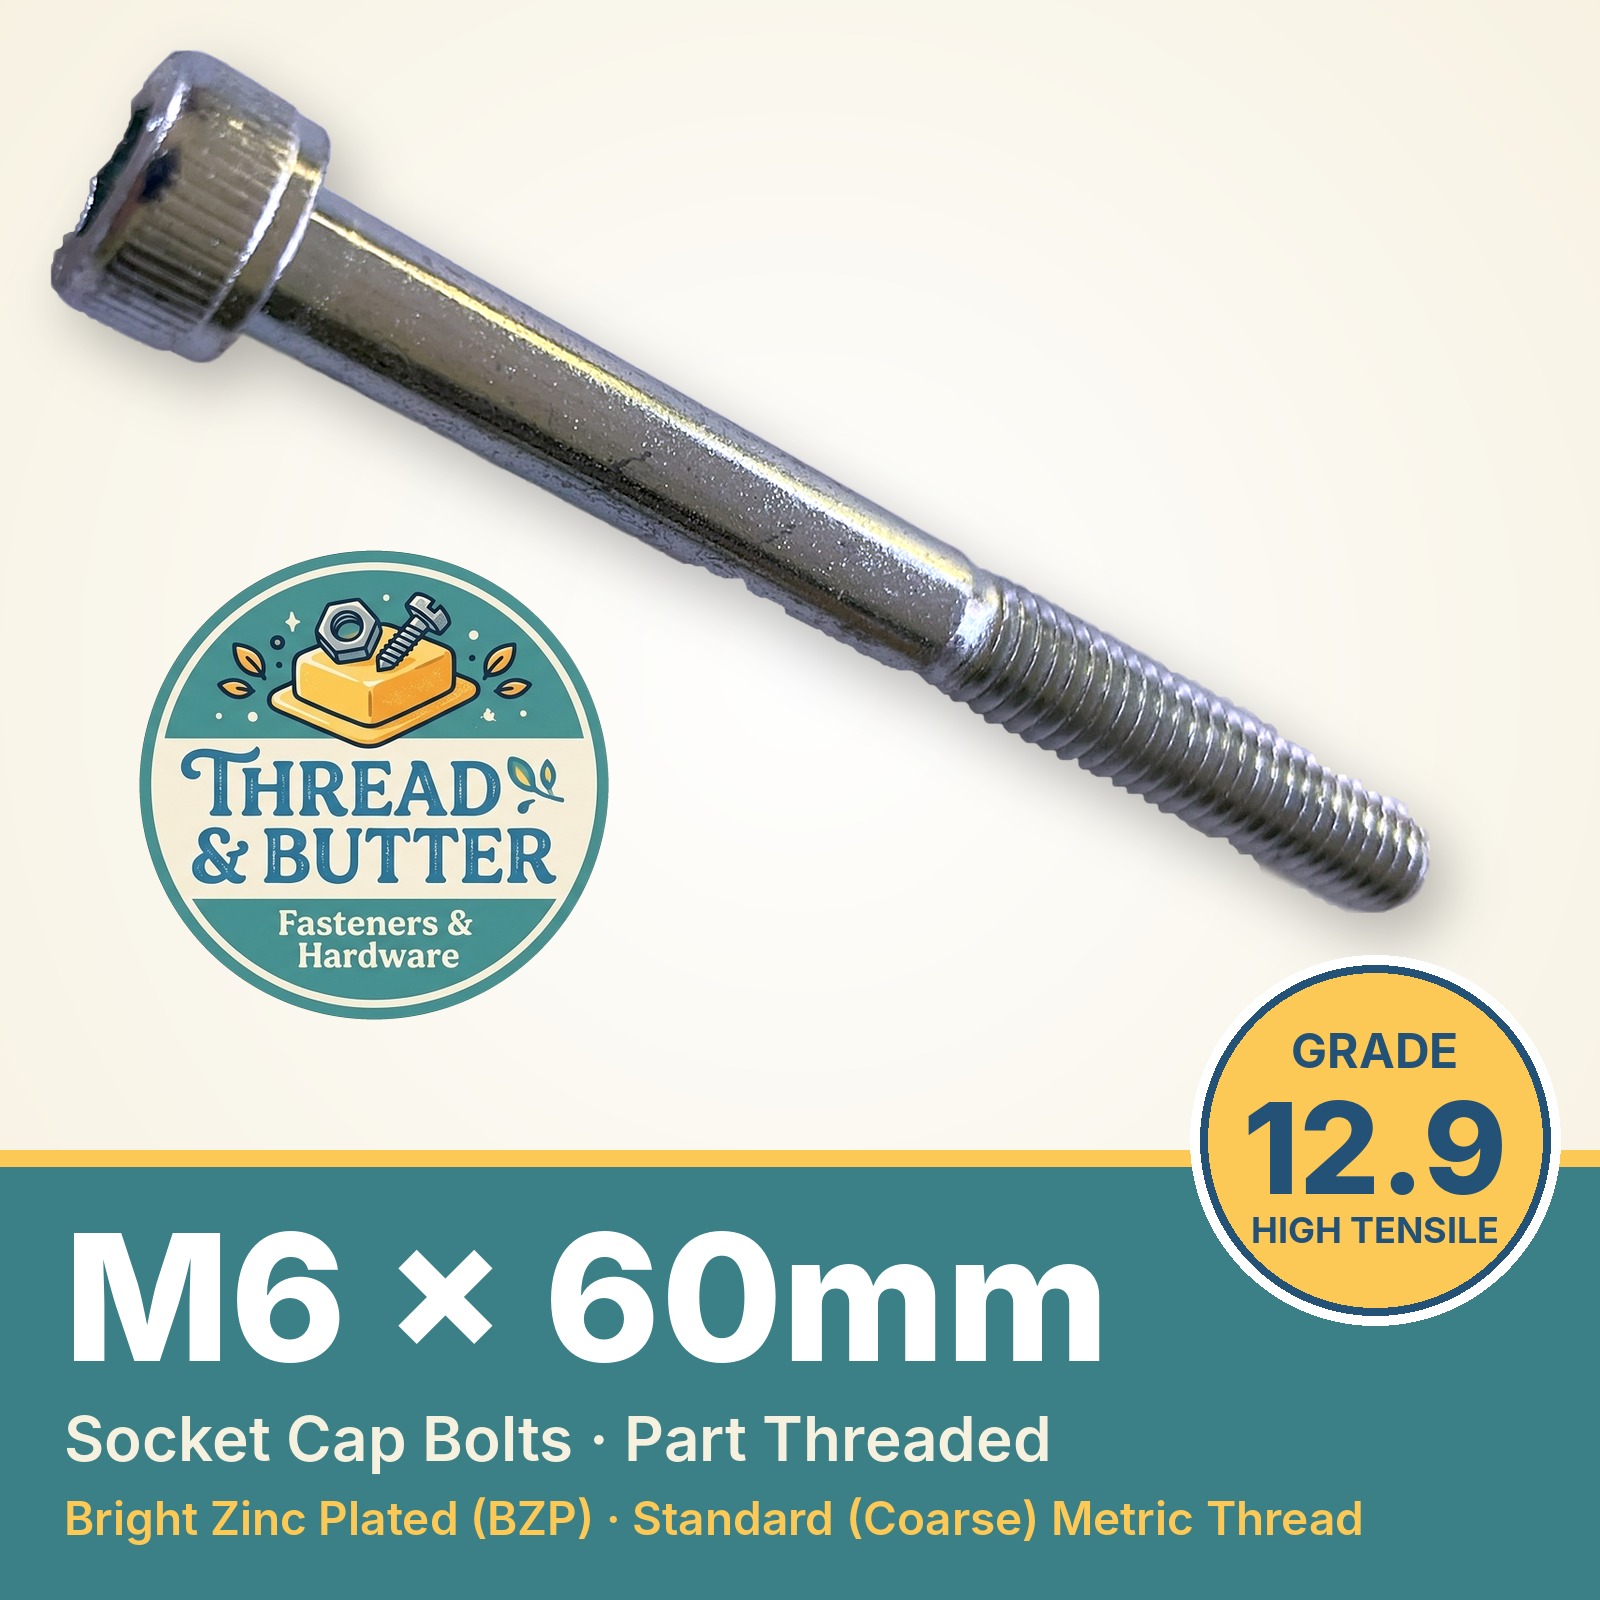 THREAD
& BUTTER
Fasteners &
Hardware
GRADE
12.9
HIGH TENSILE
M6 × 60mm
Socket Cap Bolts · Part Threaded
Bright Zinc Plated (BZP) · Standard (Coarse) Metric Thread